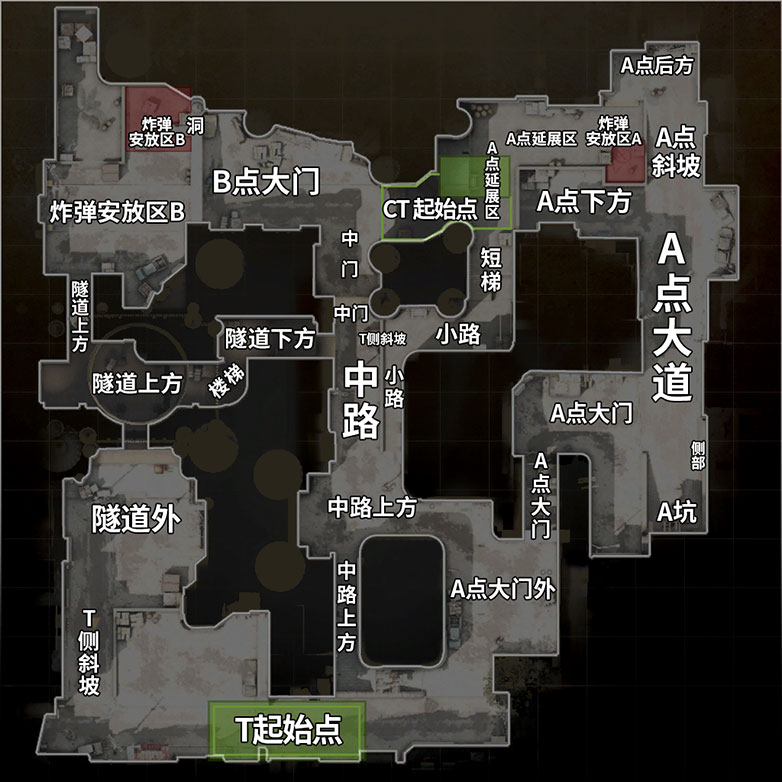 A点后方
炸弹
安放区B
洞
A点延展区
炸弹
安放区A
A点
斜坡
A点延展区
B点大门
炸弹安放区B
CT 起始点
A点下方
中门
短梯
A点大道
隧道上方
中门
隧道下方
T侧斜坡
小路
隧道上方
楼梯
中路
小路
A点大门
侧部
A点大门
隧道外
中路上方
A坑
中路上方
A点大门外
T侧斜坡
T起始点